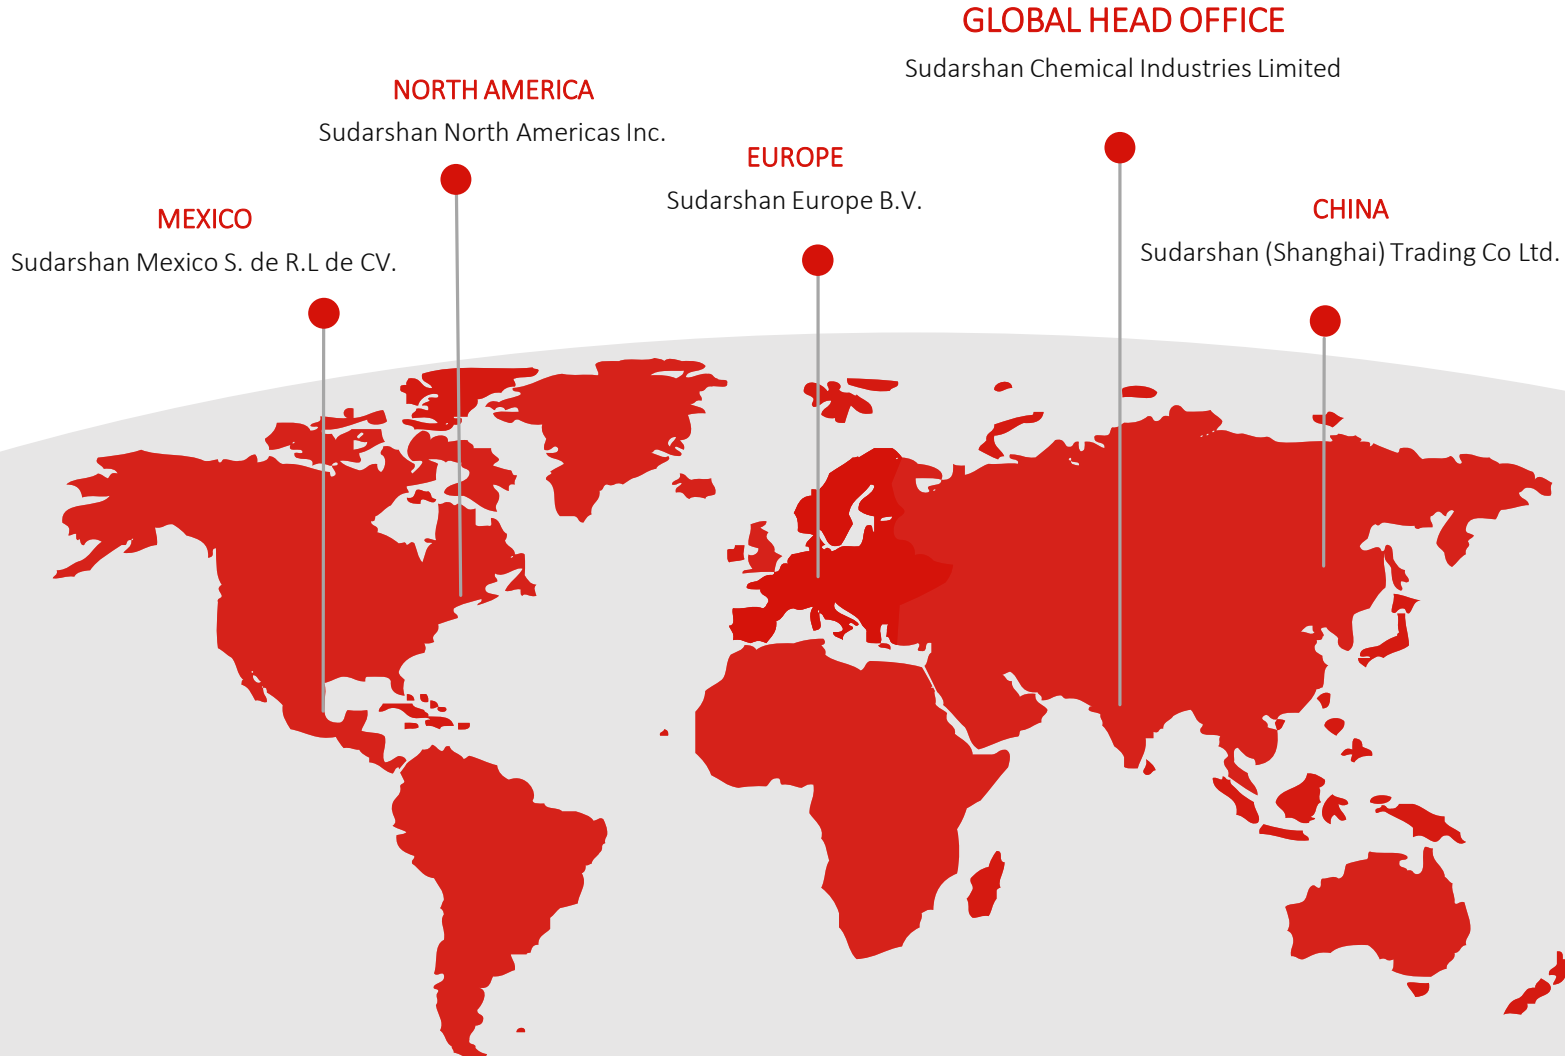 GLOBAL HEAD OFFICE
Sudarshan Chemical Industries Limited
NORTH AMERICA
Sudarshan North Americas Inc.
EUROPE
Sudarshan Europe B.V.
MEXICO
Sudarshan Mexico S. de R.L de CV.
CHINA
Sudarshan (Shanghai) Trading Co Ltd.